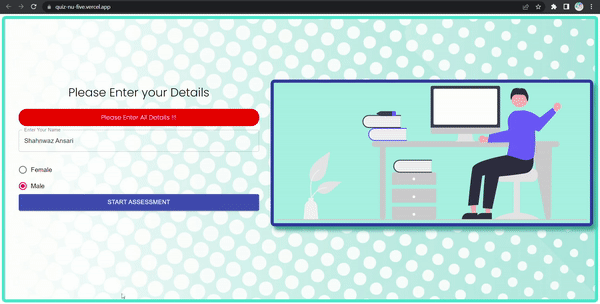 quiz-nu-five.vercel.app
Please Enter your Details
Please Enter All Details !!
Enter Your Name
Shahnwaz Ansari
Female
Male
START ASSESSMENT